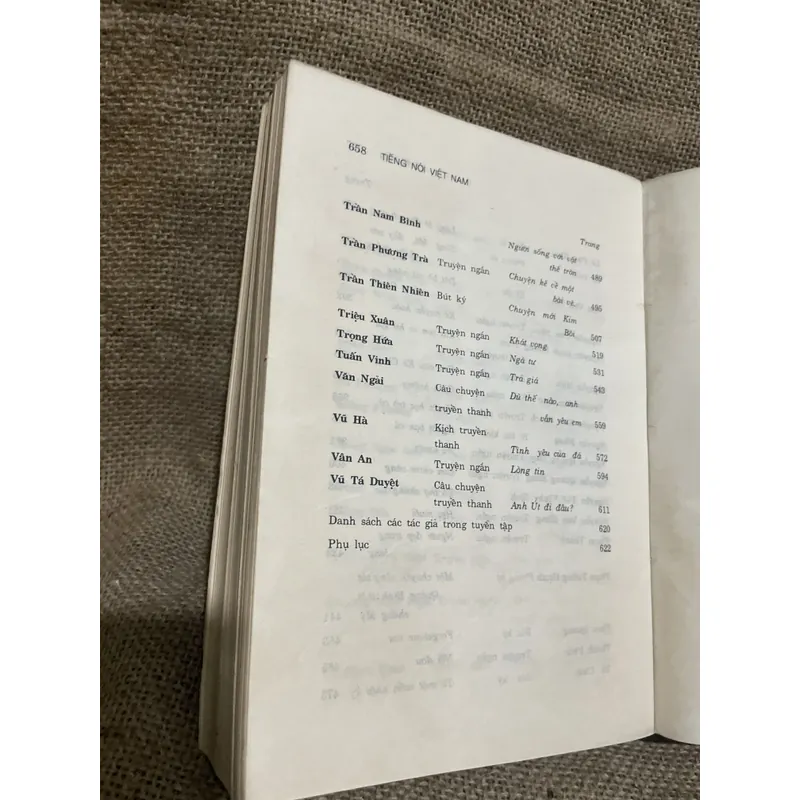 658 TIẾNG NÓI VIỆT NAM
Trang
Trần Nam Bình Người sống với vật
thể tròn 489
Trần Phương Trà Truyện ngắn Chuyện kể về một
bài vè. 495
Trần Thiên Nhiên Bút ký Chuyện mới Kim
Bôi 507
Triệu Xuân Truyện ngắn Khát vọng 519
Trọng Hứa Truyện ngắn Ngã tư 531
Tuấn Vinh Truyện ngắn Trả giá 543
Văn Ngải Câu chuyện Dù thế nào, anh
truyền thanh vẫn yêu em 559
Vũ Hà Kịch truyền
thanh Tình yêu của đá 572
Vân An Truyện ngắn Lòng tin 594
Vũ Tá Duyệt Câu chuyện
truyền thanh Anh Út đi đâu? 611
Danh sách các tác giả trong tuyển tập 620
Phụ lục 622